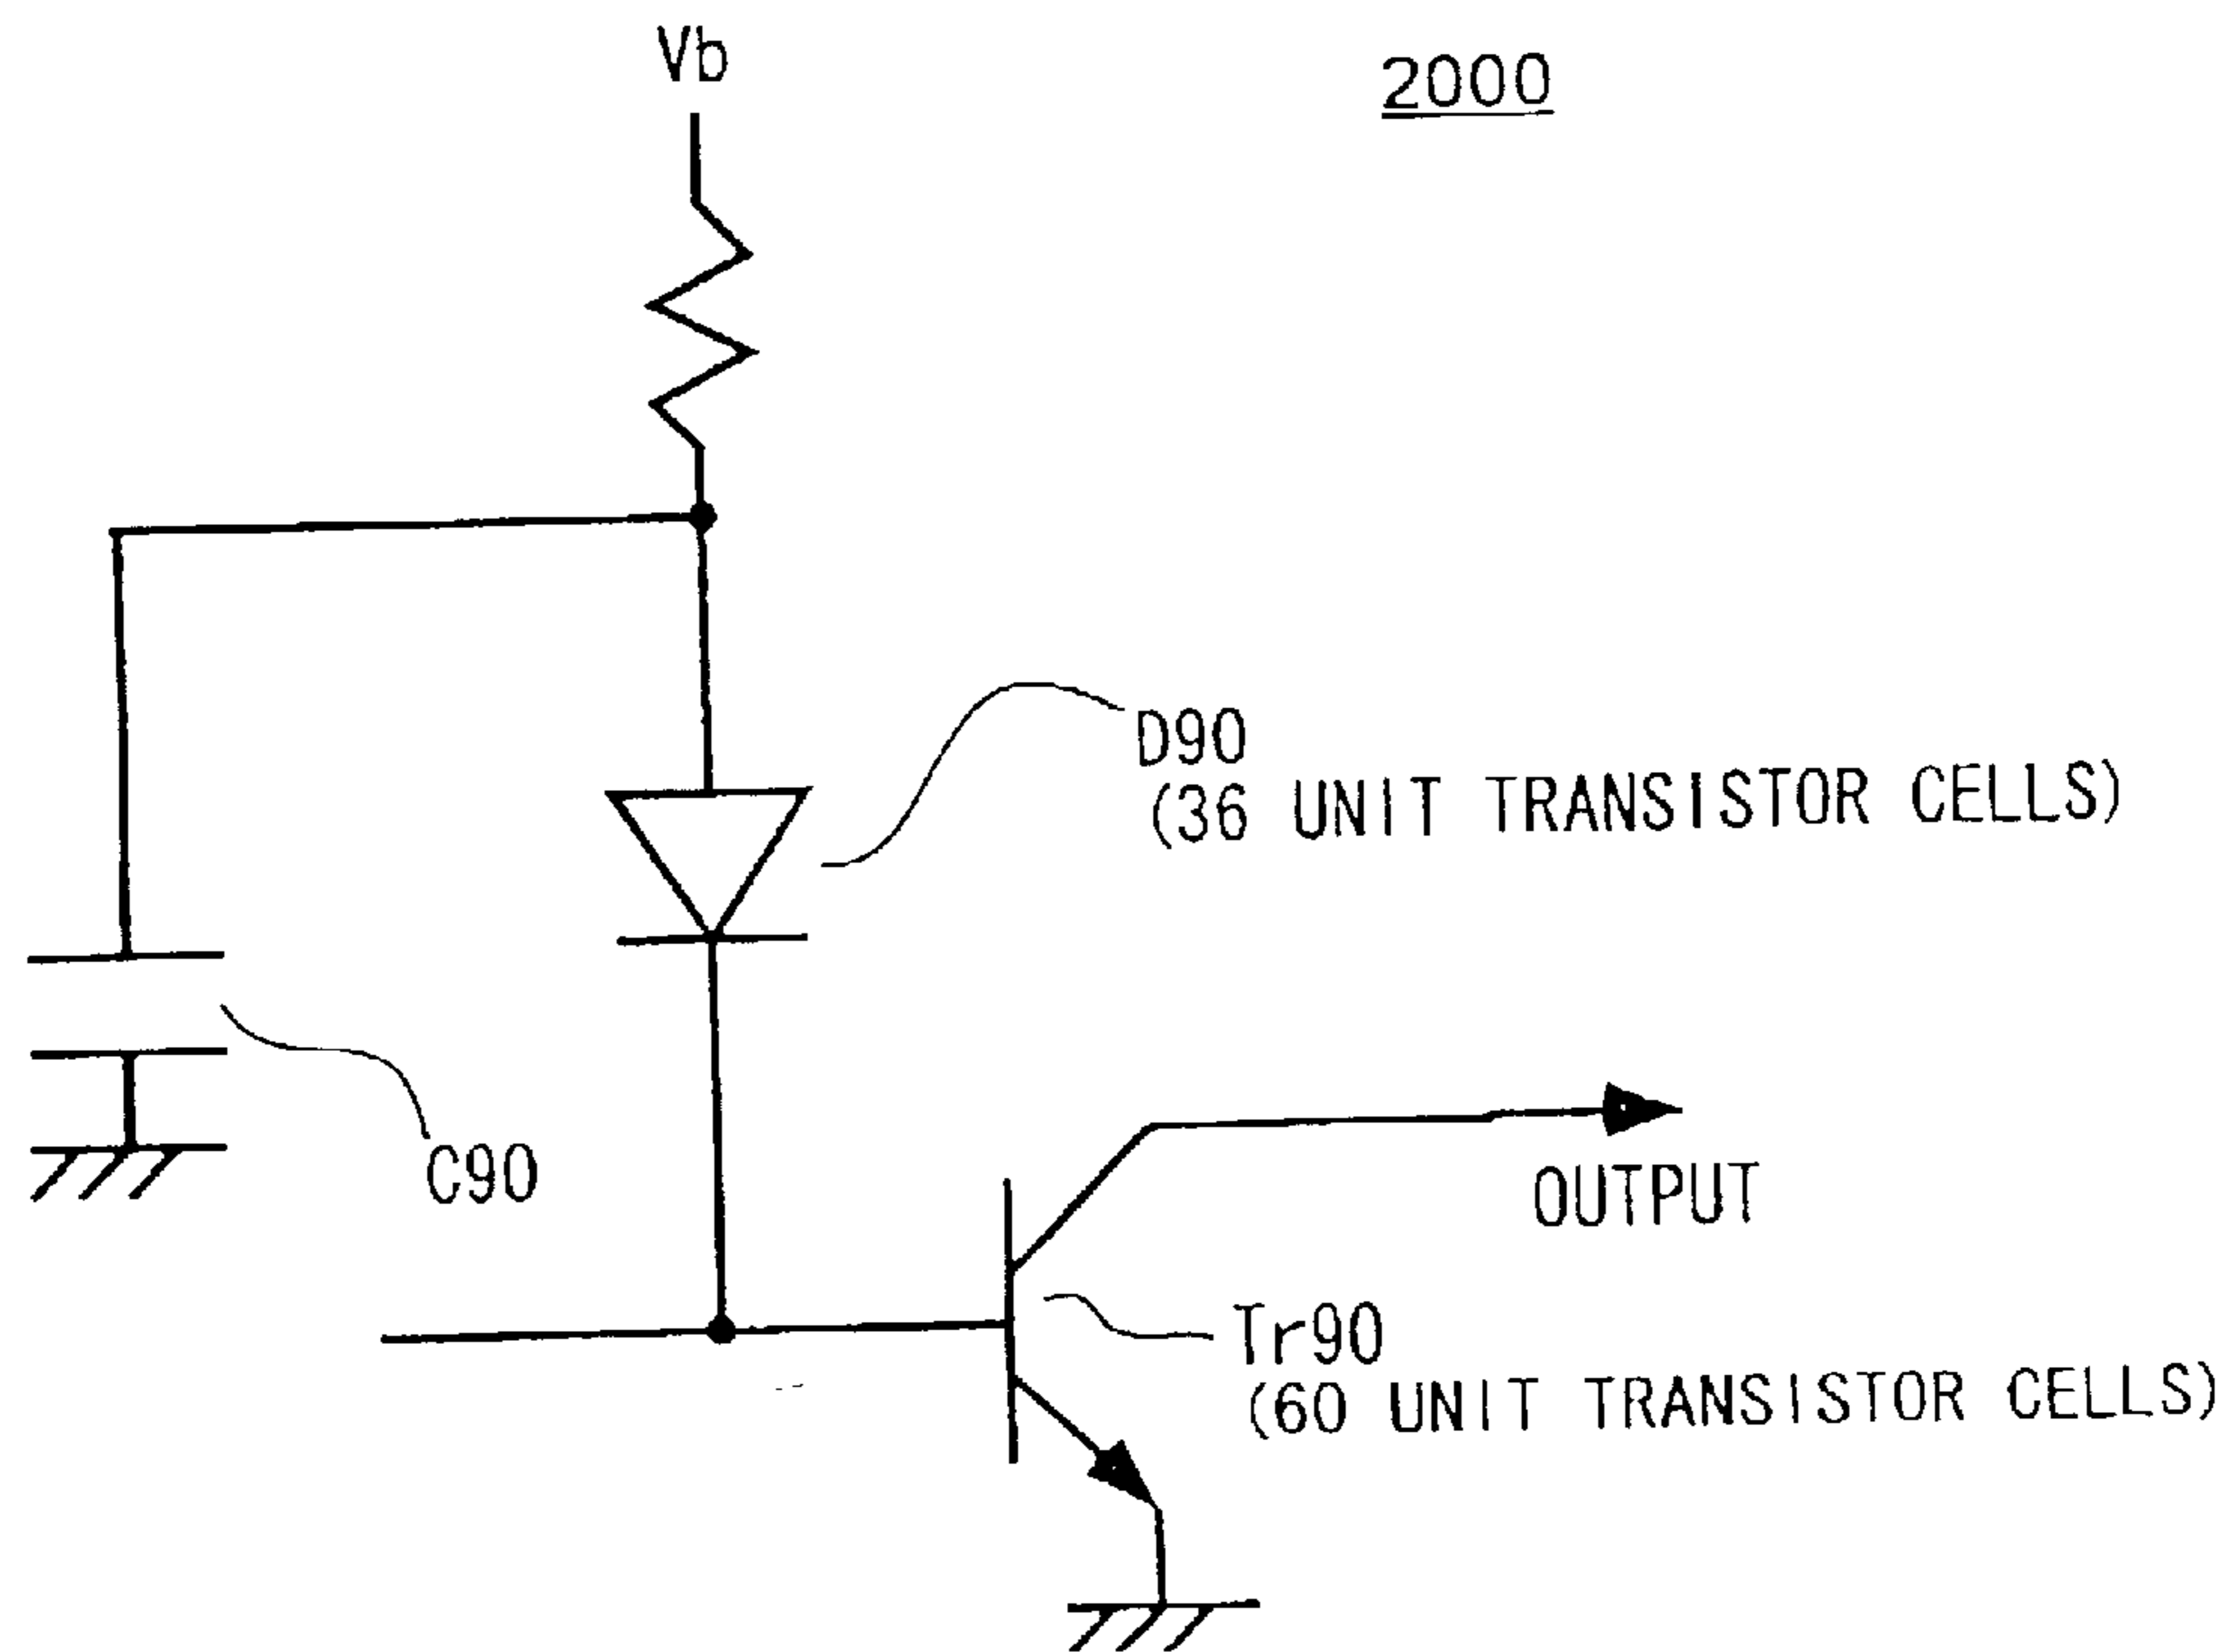 Vb
2000
D90
(36 UNIT TRANSISTOR CELLS)
C90
OUTPUT
Tr90
(60 UNIT TRANSISTOR CELLS)